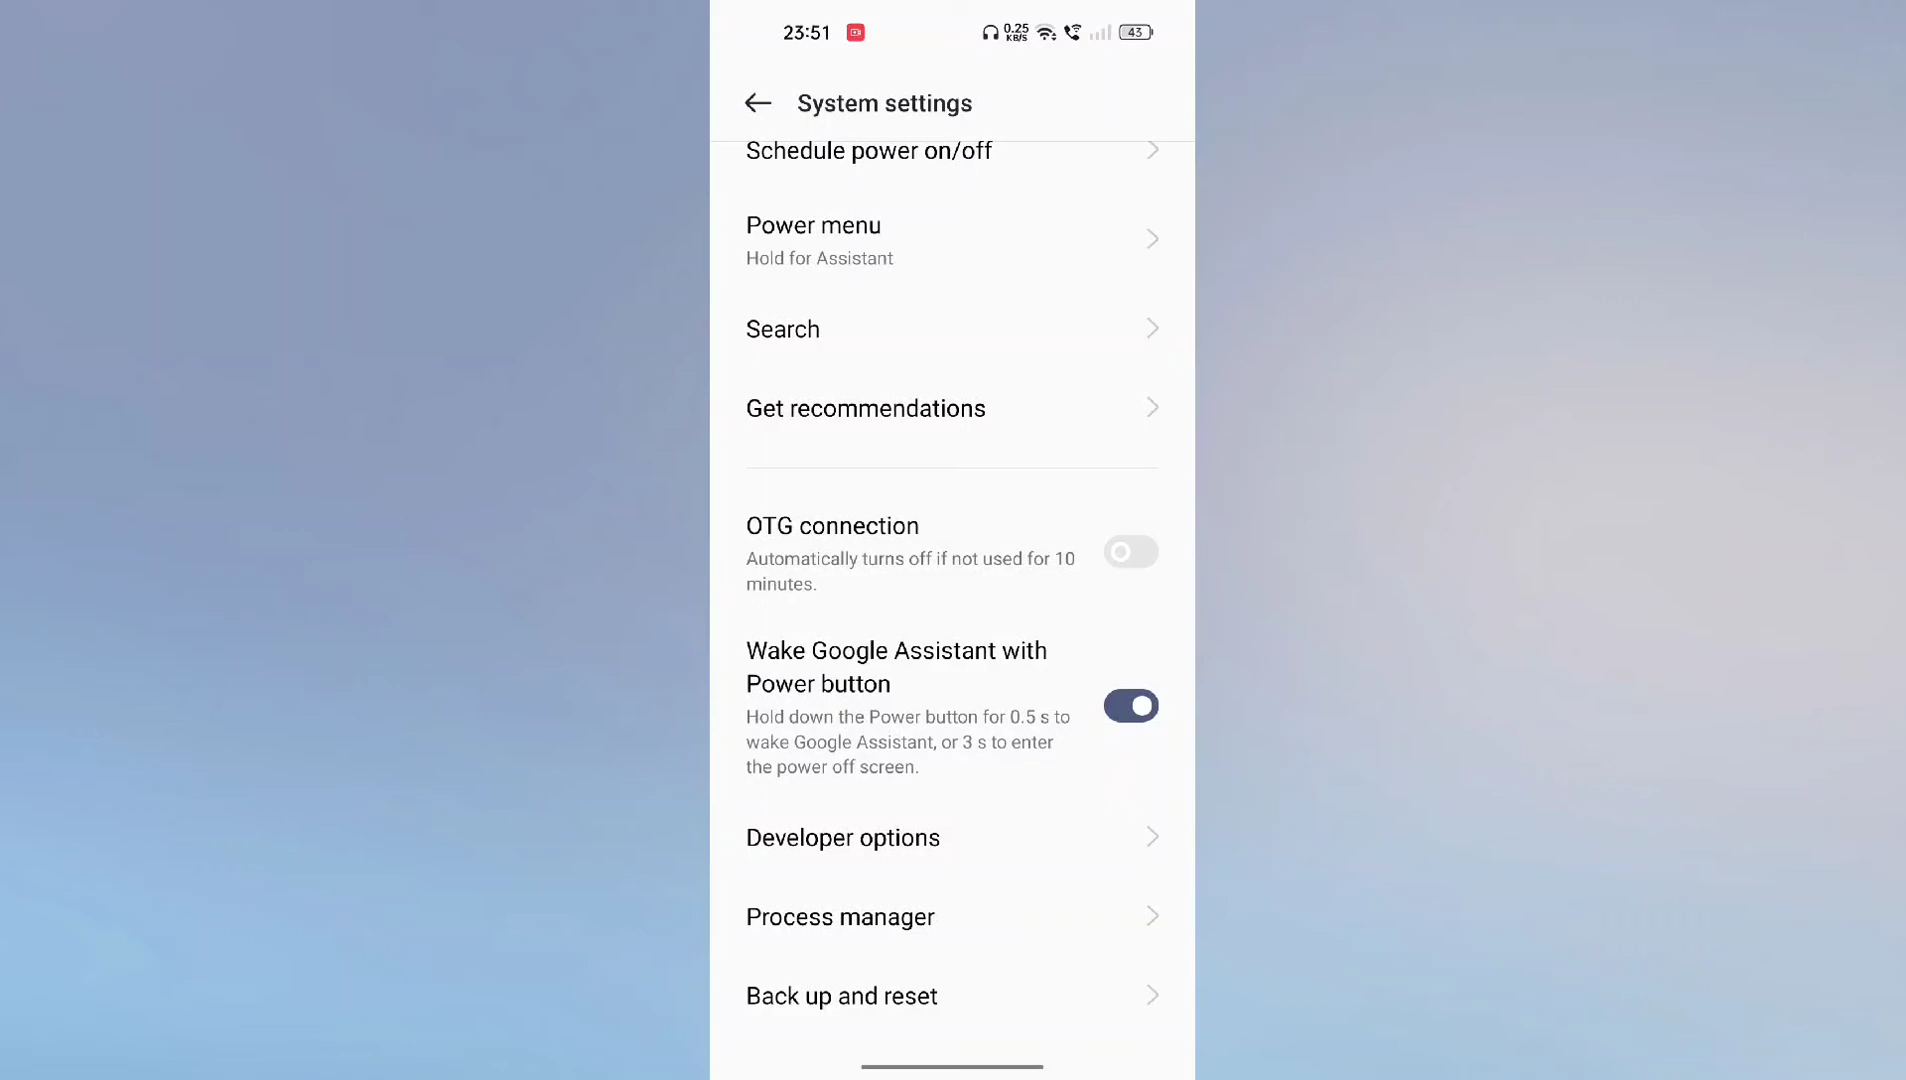 23:51
0.25
KB/S
43
System settings
Schedule power on/off
Power menu
Hold for Assistant
Search
Get recommendations
OTG connection
Automatically turns off if not used for 10
minutes.
Wake Google Assistant with
Power button
Hold down the Power button for 0.5 s to
wake Google Assistant, or 3 s to enter
the power off screen.
Developer options
Process manager
Back up and reset